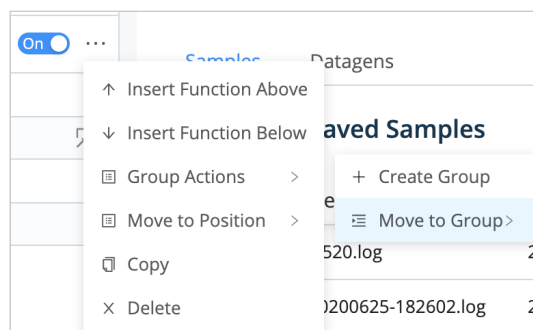 On ...
Samples Datagens
Insert Function Above
Insert Function Below
aved Samples
Group Actions
Create Group
Move to Position
Move to Group
520.log
Copy
0200625-182602.log
Delete